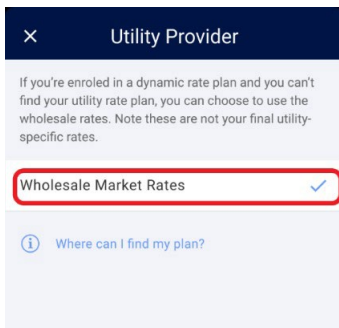 Utility Provider
If you're enroled in a dynamic rate plan and you can't
find your utility rate plan, you can choose to use the
wholesale rates. Note these are not your final utility-
specific rates.
Wholesale Market Rates
Where can I find my plan?